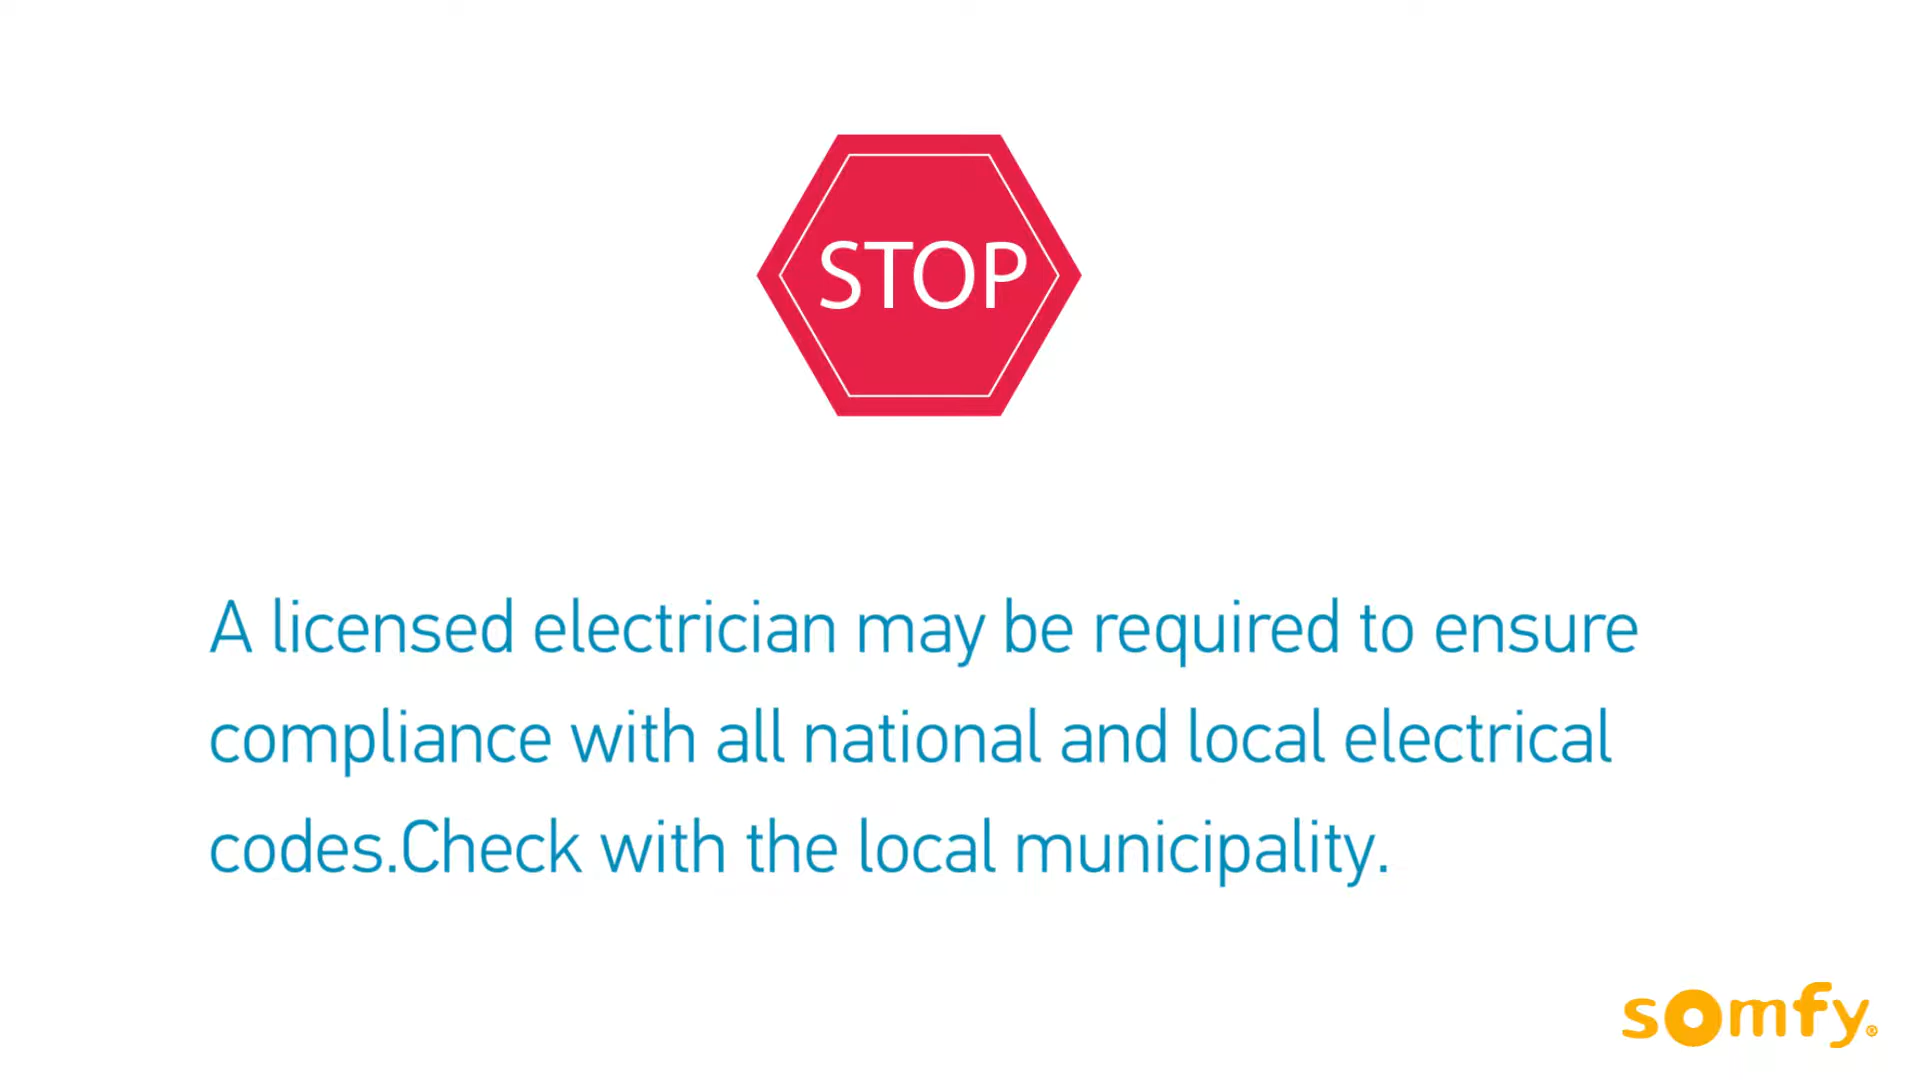 STOP
A licensed electrician may be required to ensure
compliance with all national and local electrical
codes.Check with the local municipality.
somfy®